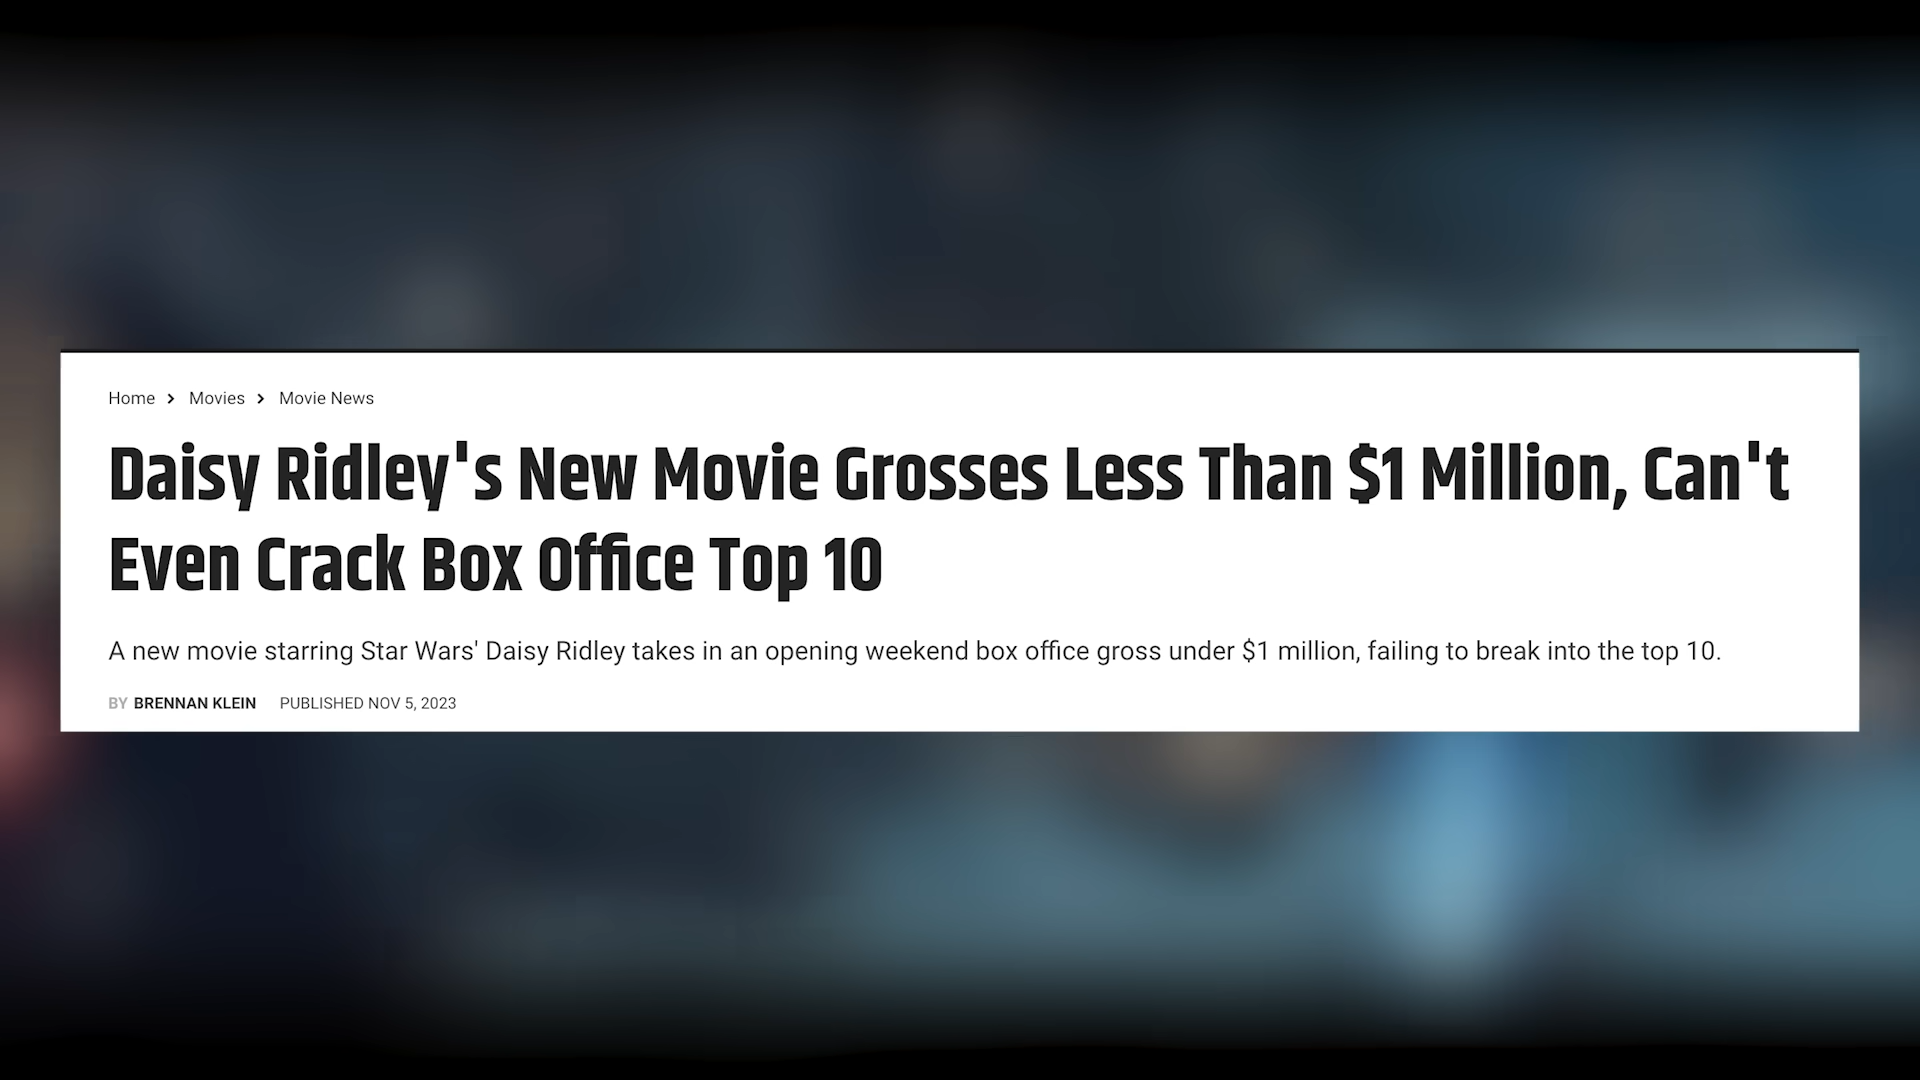 Home > Movies > Movie News
Daisy Ridley's New Movie Grosses Less Than $1 Million, Can't
Even Crack Box Office Top 10
A new movie starring Star Wars' Daisy Ridley takes in an opening weekend box office gross under $1 million, failing to break into the top 10.
BY BRENNAN KLEIN PUBLISHED NOV 5, 2023